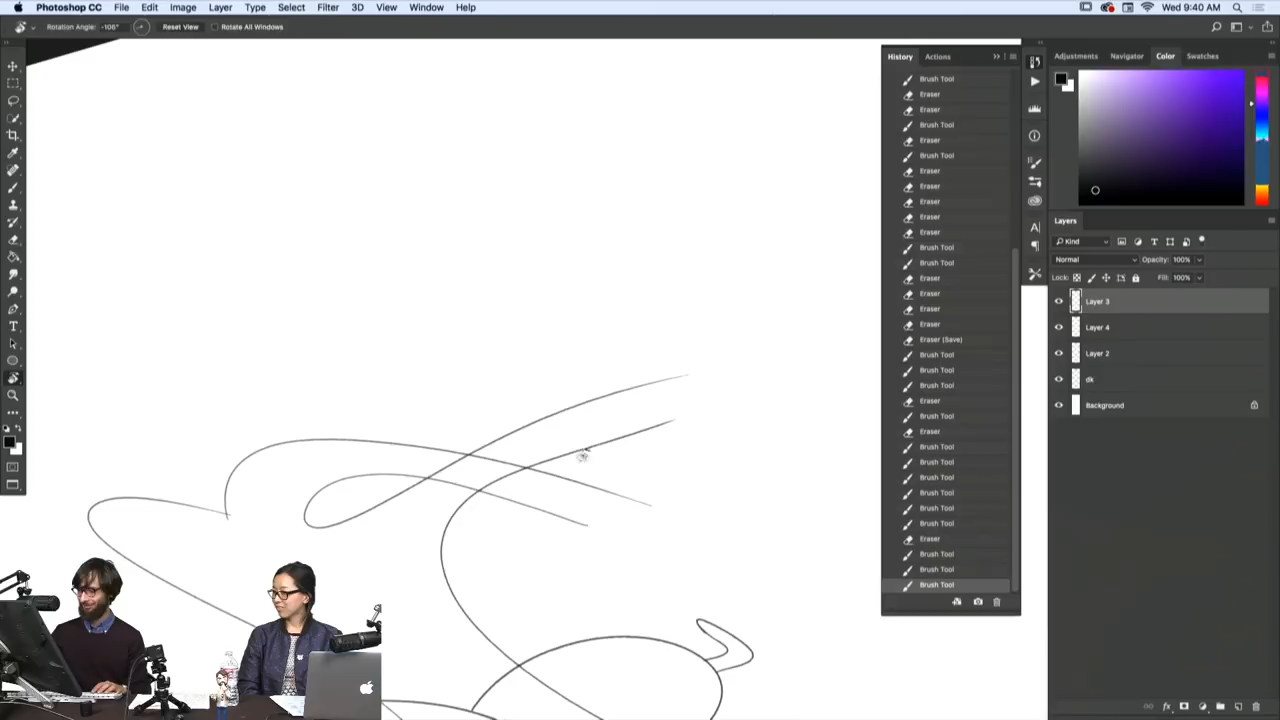 Photoshop CC File Edit Image Layer Type Select Filter 3D View Window Help Wed 9:40 AM
Rotation Angle: -106° Reset View Rotate All Windows
History Actions
Brush Tool
Eraser
Eraser
Brush Tool
Eraser
Brush Tool
Eraser
Eraser
Eraser
Eraser
Eraser
Brush Tool
Brush Tool
Eraser
Eraser
Eraser
Eraser
Eraser (Save)
Brush Tool
Brush Tool
Brush Tool
Eraser
Brush Tool
Eraser
Brush Tool
Brush Tool
Brush Tool
Brush Tool
Brush Tool
Brush Tool
Eraser
Brush Tool
Brush Tool
Brush Tool
Adjustments Navigator Color Swatches
Layers
Kind
Normal Opacity: 100%
Lock: Fill: 100%
Layer 3
Layer 4
Layer 2
dk
Background